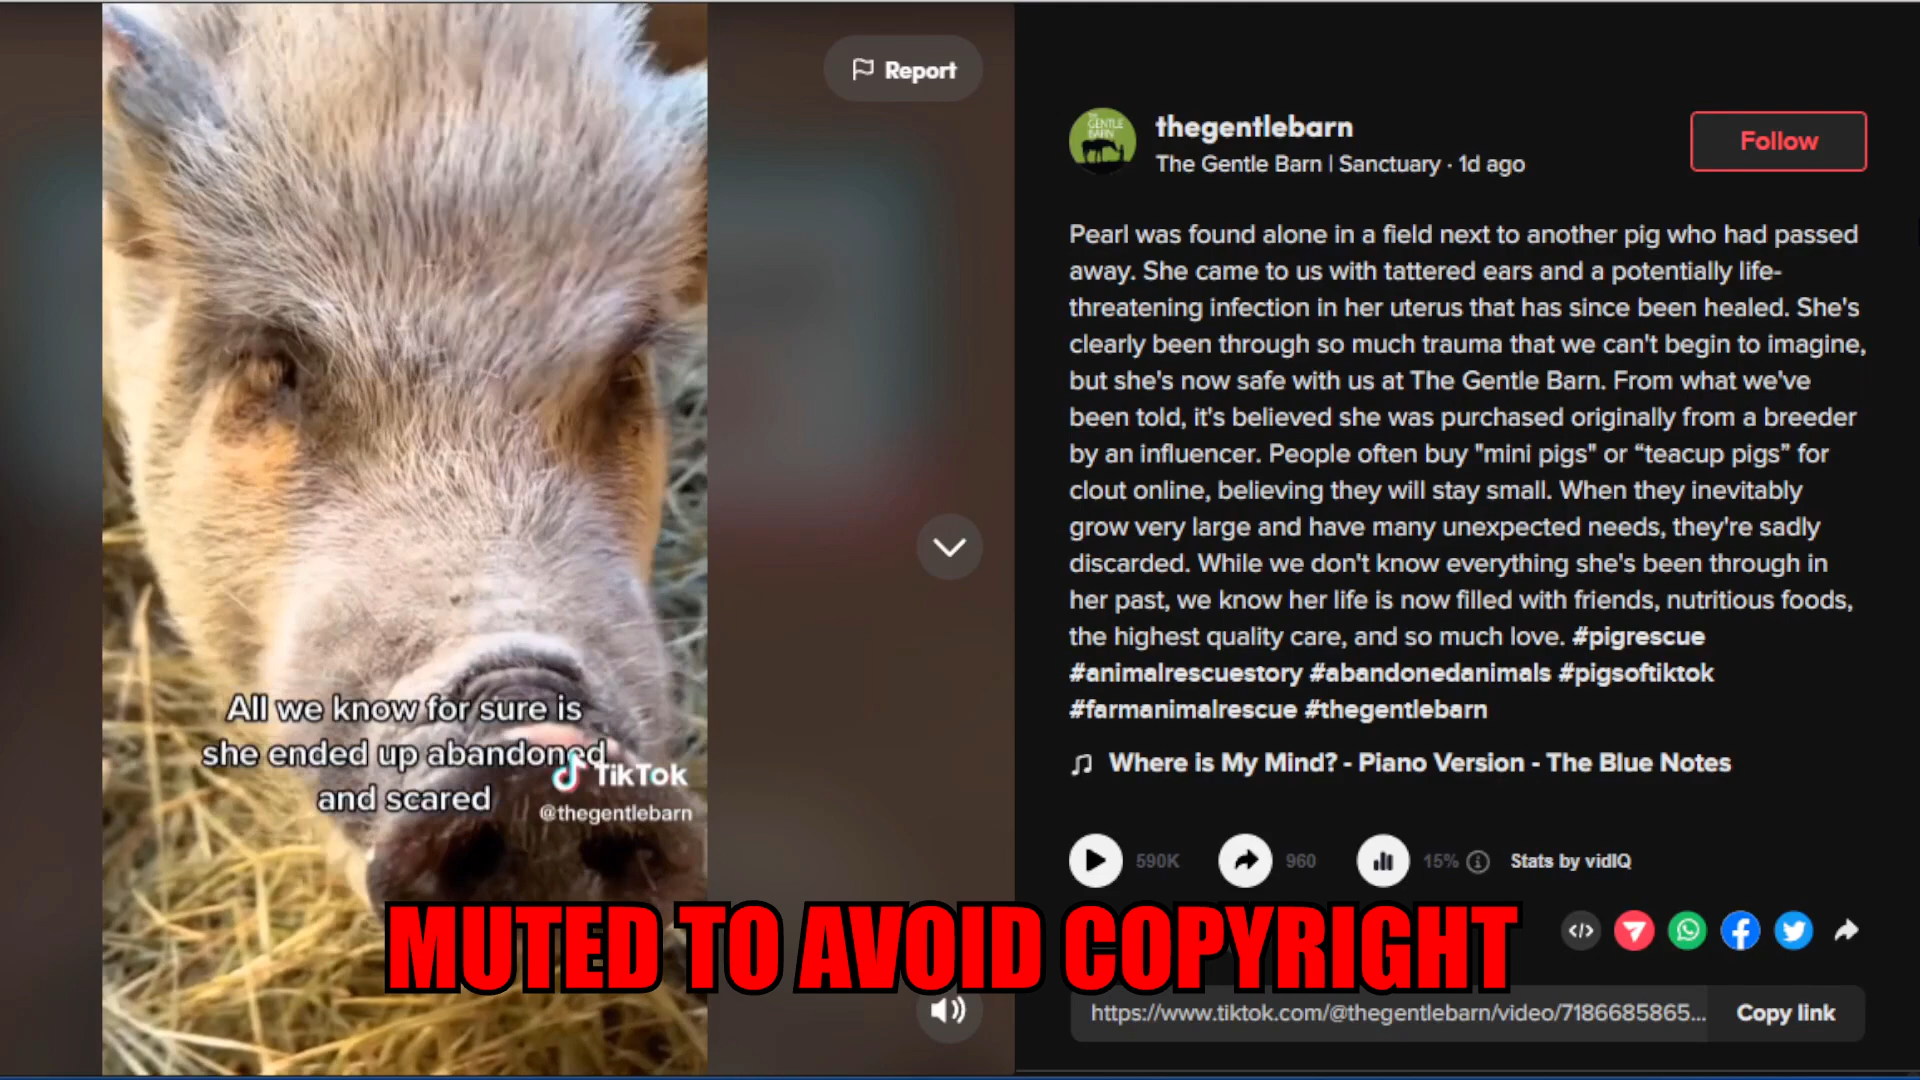 Report
All we know for sure is
she ended up abandoned
and scared
TikTok
@thegentlebarn
THE
GENTLE
BARN
thegentlebarn
The Gentle Barn | Sanctuary · 1d ago
Follow
Pearl was found alone in a field next to another pig who had passed
away. She came to us with tattered ears and a potentially life-
threatening infection in her uterus that has since been healed. She's
clearly been through so much trauma that we can't begin to imagine,
but she's now safe with us at The Gentle Barn. From what we've
been told, it's believed she was purchased originally from a breeder
by an influencer. People often buy "mini pigs" or “teacup pigs” for
clout online, believing they will stay small. When they inevitably
grow very large and have many unexpected needs, they're sadly
discarded. While we don't know everything she's been through in
her past, we know her life is now filled with friends, nutritious foods,
the highest quality care, and so much love. #pigrescue
#animalrescuestory #abandonedanimals #pigsoftiktok
#farmanimalrescue #thegentlebarn
Where is My Mind? - Piano Version - The Blue Notes
590K 960 15% Stats by vidIQ
MUTED TO AVOID COPYRIGHT
https://www.tiktok.com/@thegentlebarn/video/7186685865... Copy link